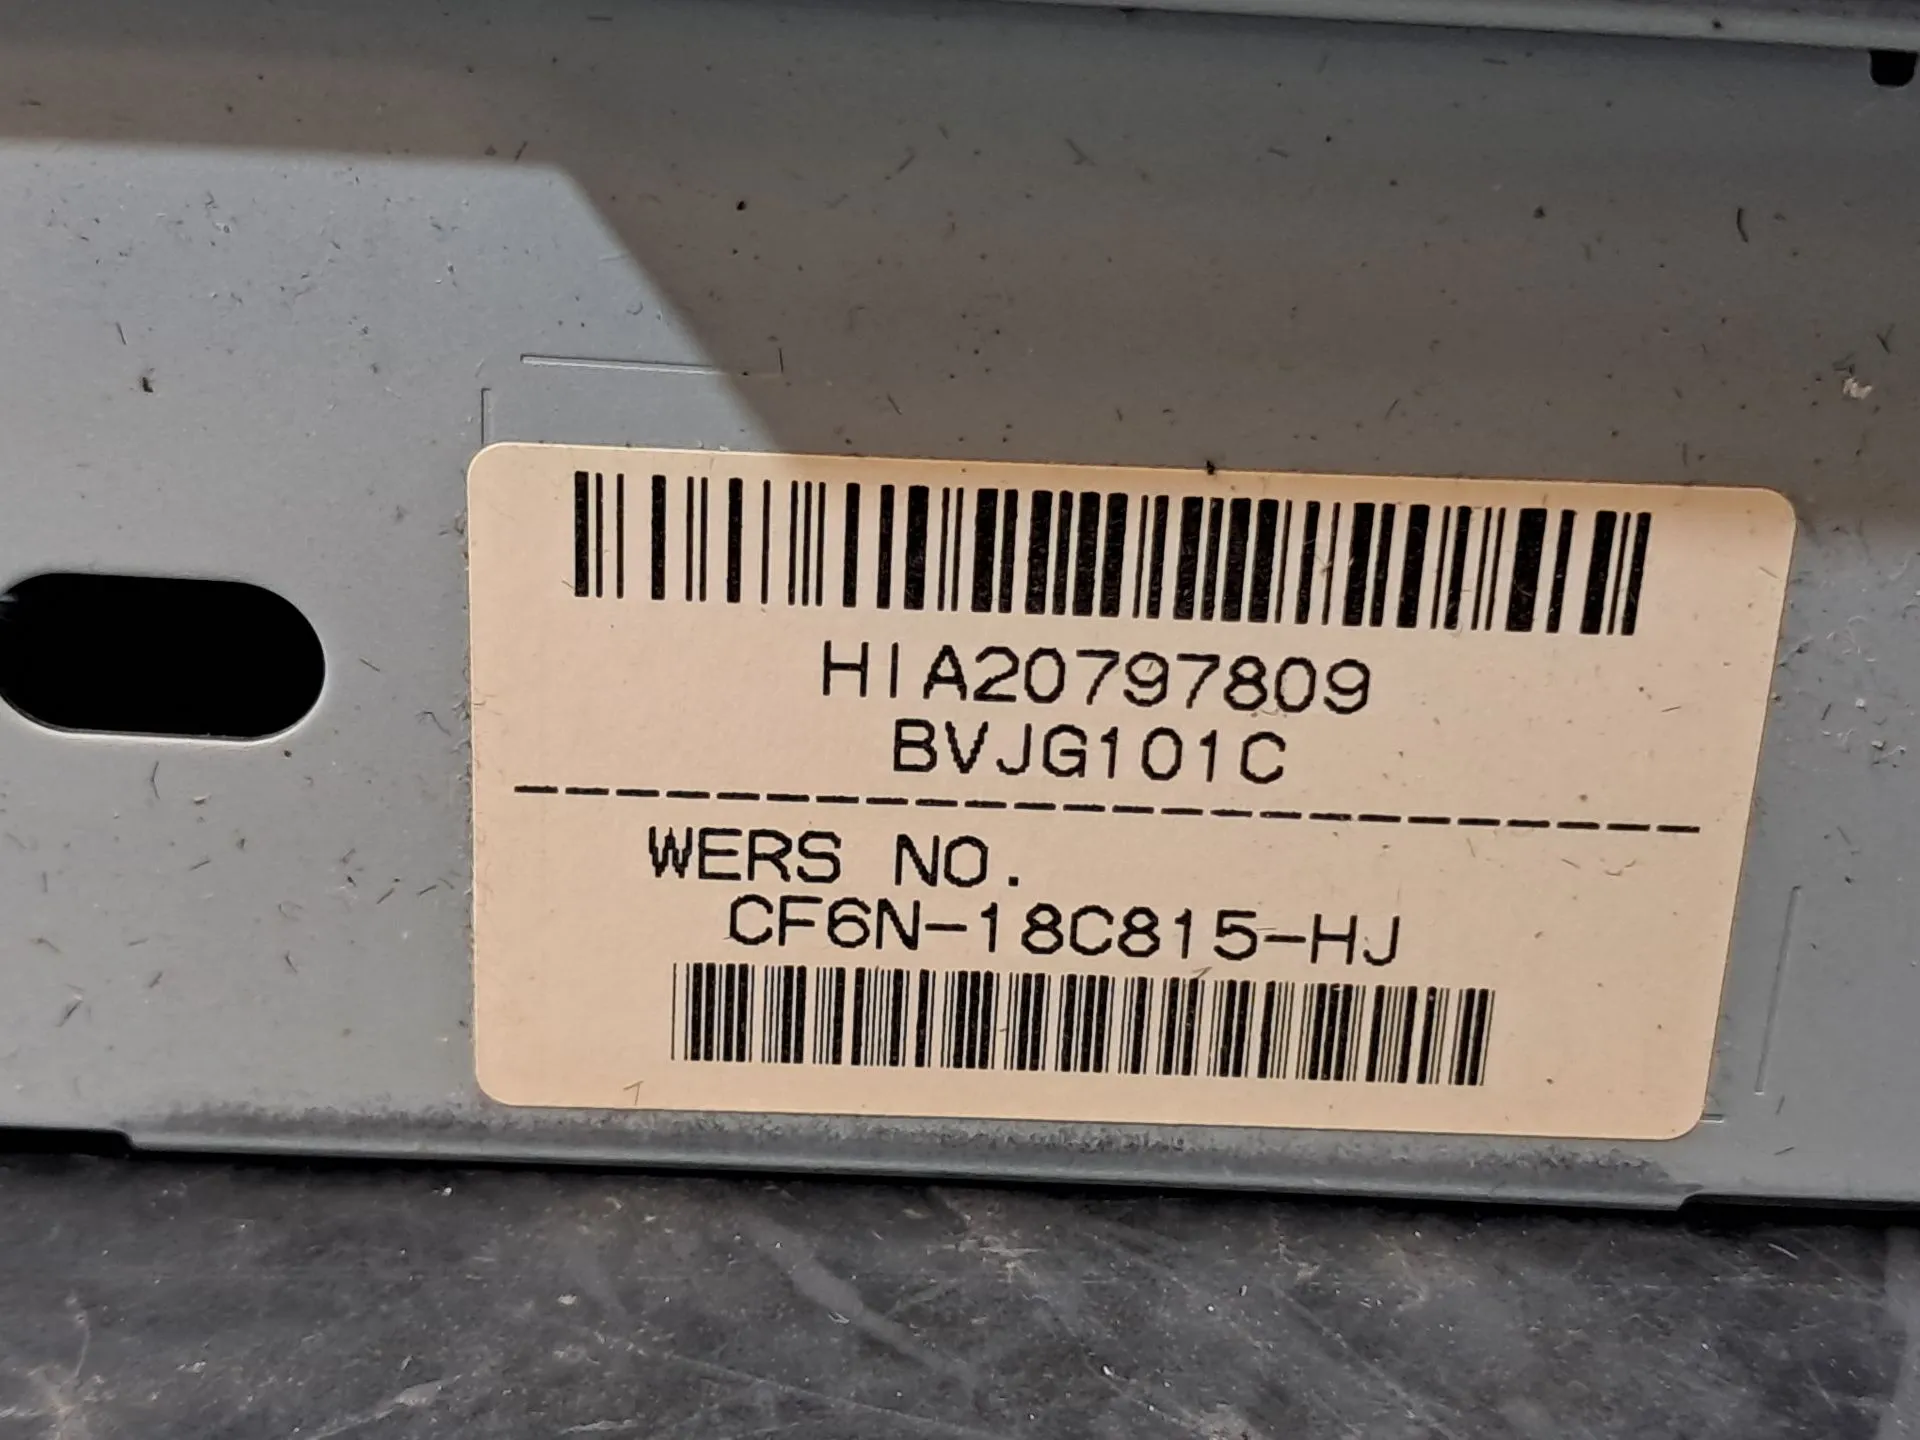 HIA20797809
BVJG101C
WERS NO.
CF6N-18C815-HJ